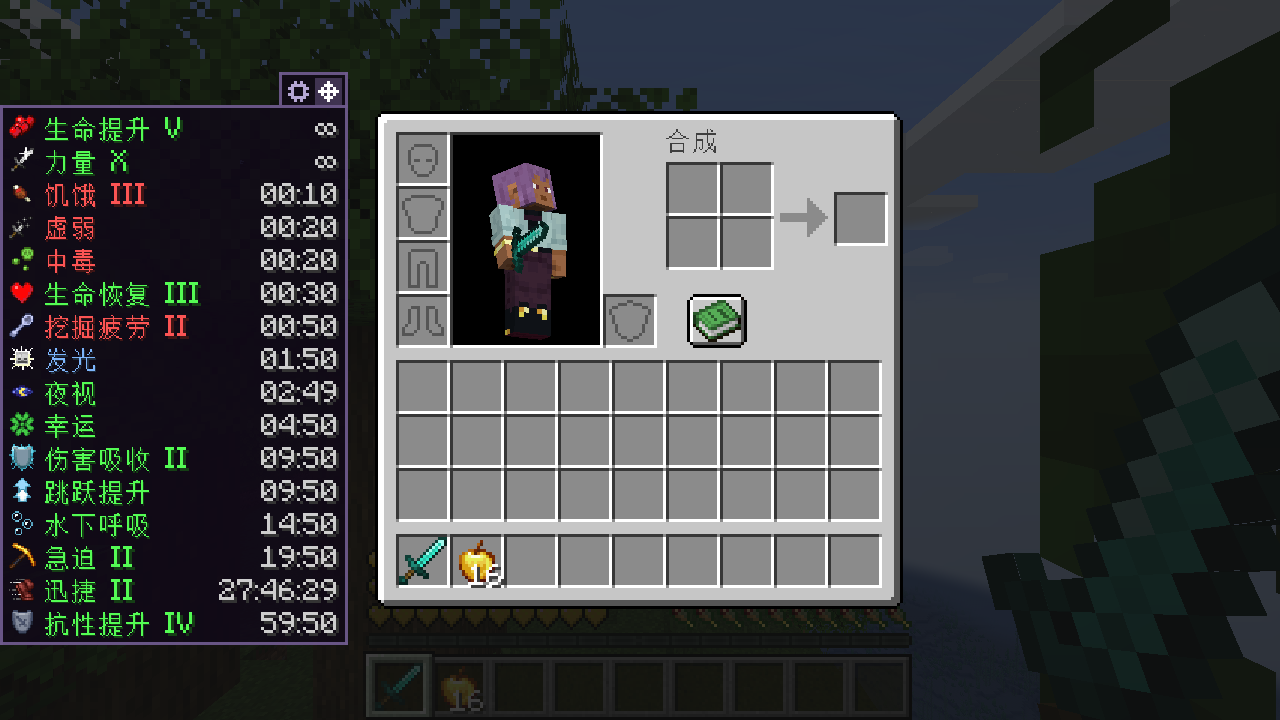 生命提升 V ∞
力量 X ∞
饥饿 III 00:10
虚弱 00:20
中毒 00:20
生命恢复 III 00:30
挖掘疲劳 II 00:50
发光 01:50
夜视 02:49
幸运 04:50
伤害吸收 II 09:50
跳跃提升 09:50
水下呼吸 14:50
急迫 II 19:50
迅捷 II 27:46:29
抗性提升 IV 59:50
合成
16
16